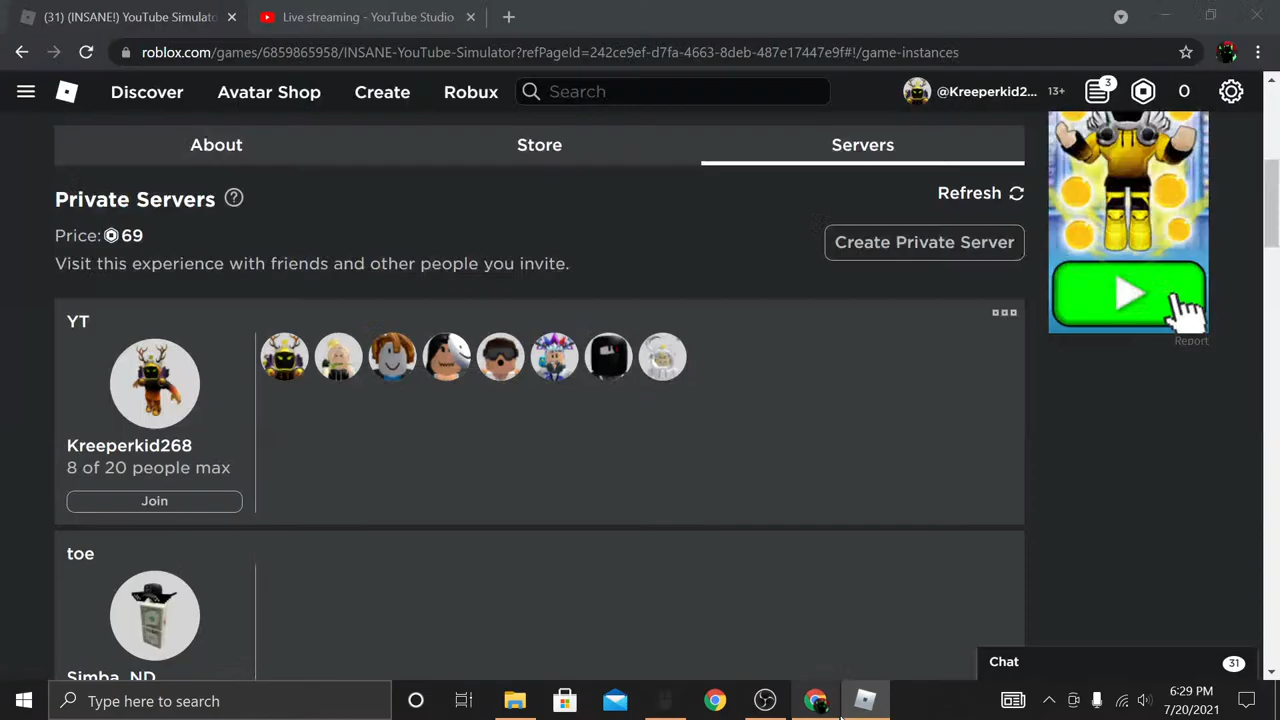 (31) (INSANE!) YouTube Simulato
Live streaming - YouTube Studio
roblox.com/games/6859865958/INSANE-YouTube-Simulator?refPageId=242ce9ef-d7fa-4663-8deb-487e17447e9f#!/game-instances
Discover
Avatar Shop
Create
Robux
Search
@Kreeperkid2...
13+
3
0
About
Store
Servers
Private Servers
Refresh
Price: 69
Create Private Server
Visit this experience with friends and other people you invite.
Report
YT
Kreeperkid268
8 of 20 people max
Join
toe
Simba_ND
Chat
31
Type here to search
6:29 PM
7/20/2021